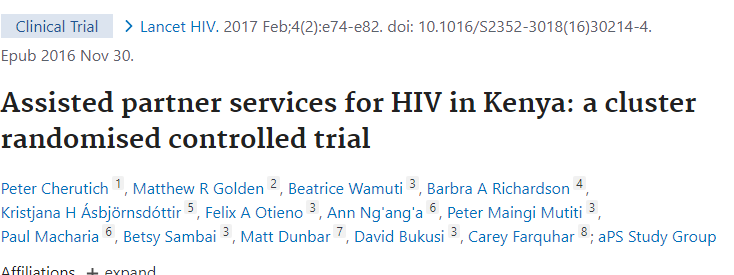 Clinical Trial > Lancet HIV. 2017 Feb;4(2):e74-e82. doi: 10.1016/S2352-3018(16)30214-4.
Epub 2016 Nov 30.
Assisted partner services for HIV in Kenya: a cluster
randomised controlled trial
Peter Cherutich 1, Matthew R Golden 2, Beatrice Wamuti 3, Barbra A Richardson 4,
Kristjana H Ásbjörnsdóttir 5, Felix A Otieno 3, Ann Ng'ang'a 6, Peter Maingi Mutiti 3,
Paul Macharia 6, Betsy Sambai 3, Matt Dunbar 7, David Bukusi 3, Carey Farquhar 8; aPS Study Group
Affiliations + expand